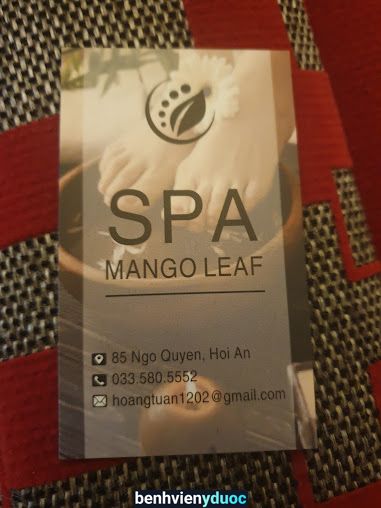 SPA
MANGO LEAF
85 Ngo Quyen, Hoi An
033.580.5552
hoangtuan1202@gmail.com
benhvienyduoc